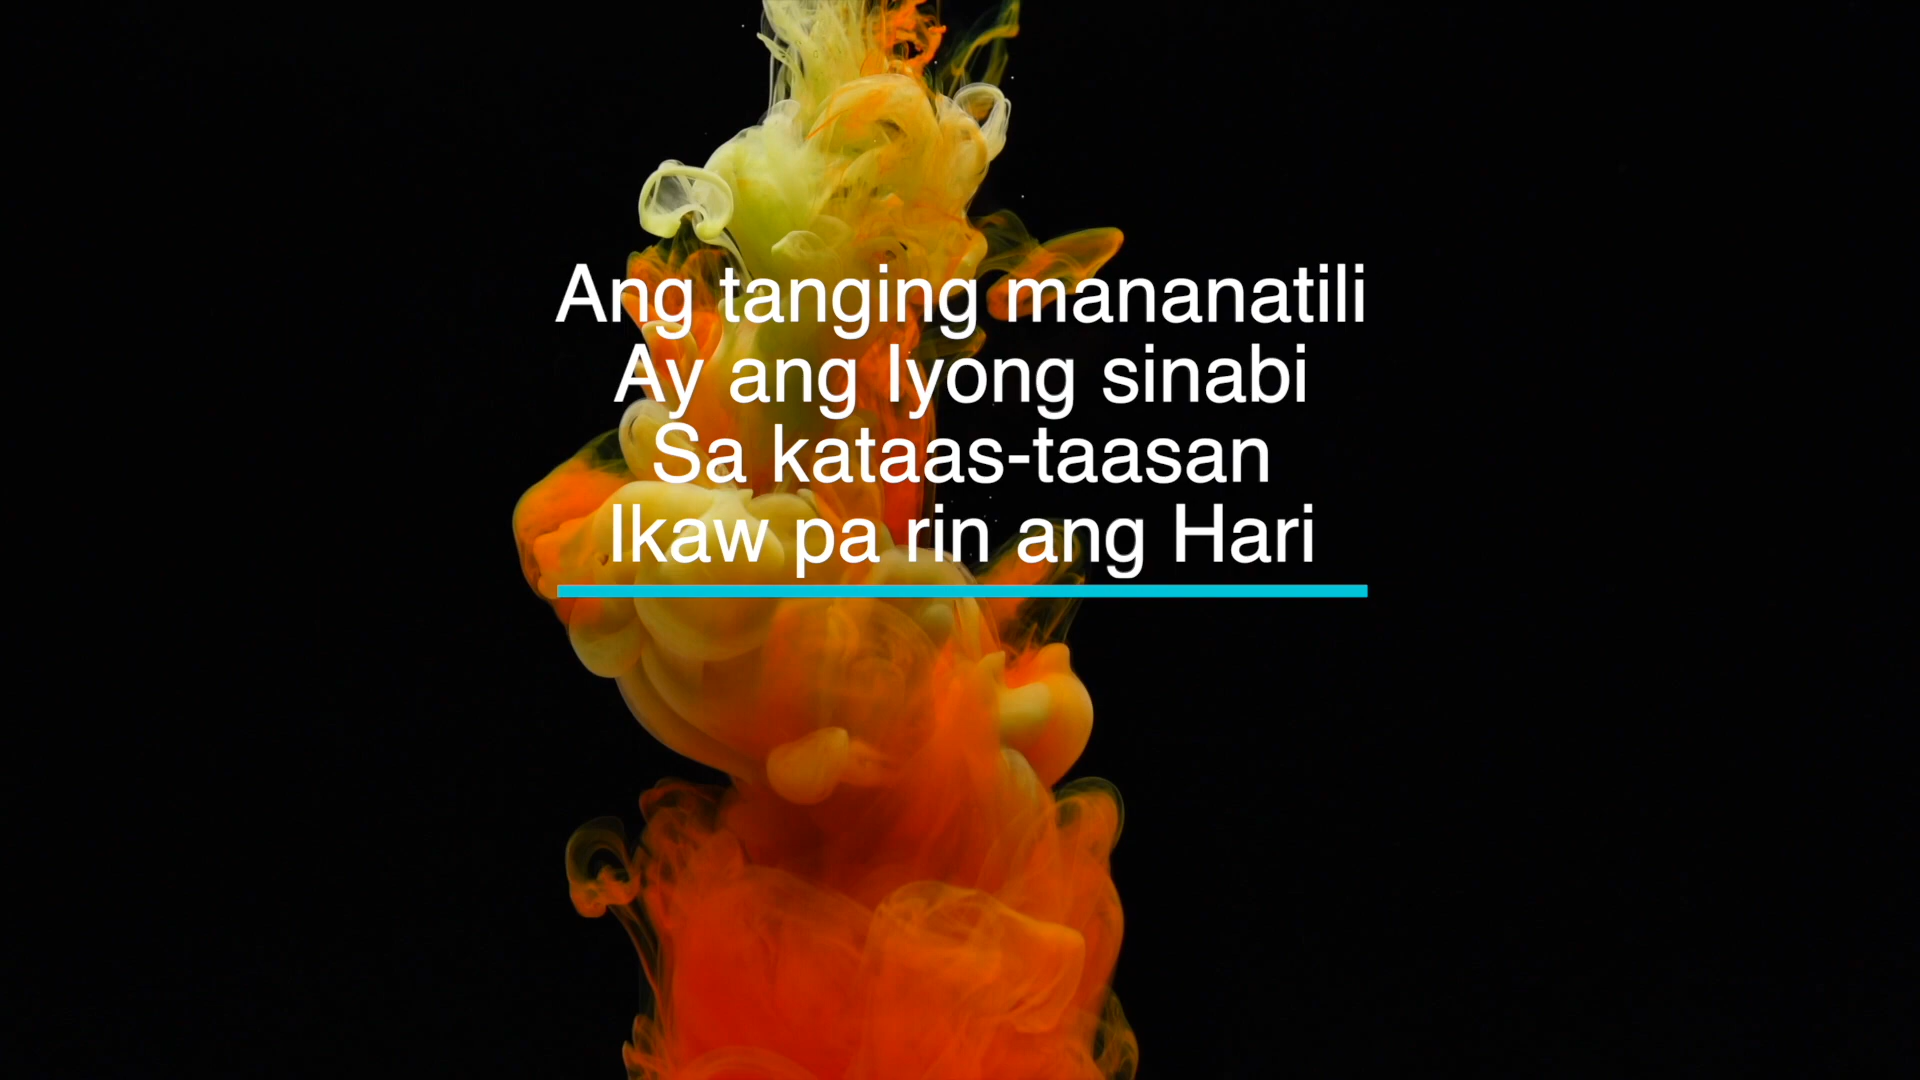 Ang tanging mananatili
Ay ang Iyong sinabi
Sa kataas-taasan
Ikaw pa rin ang Hari